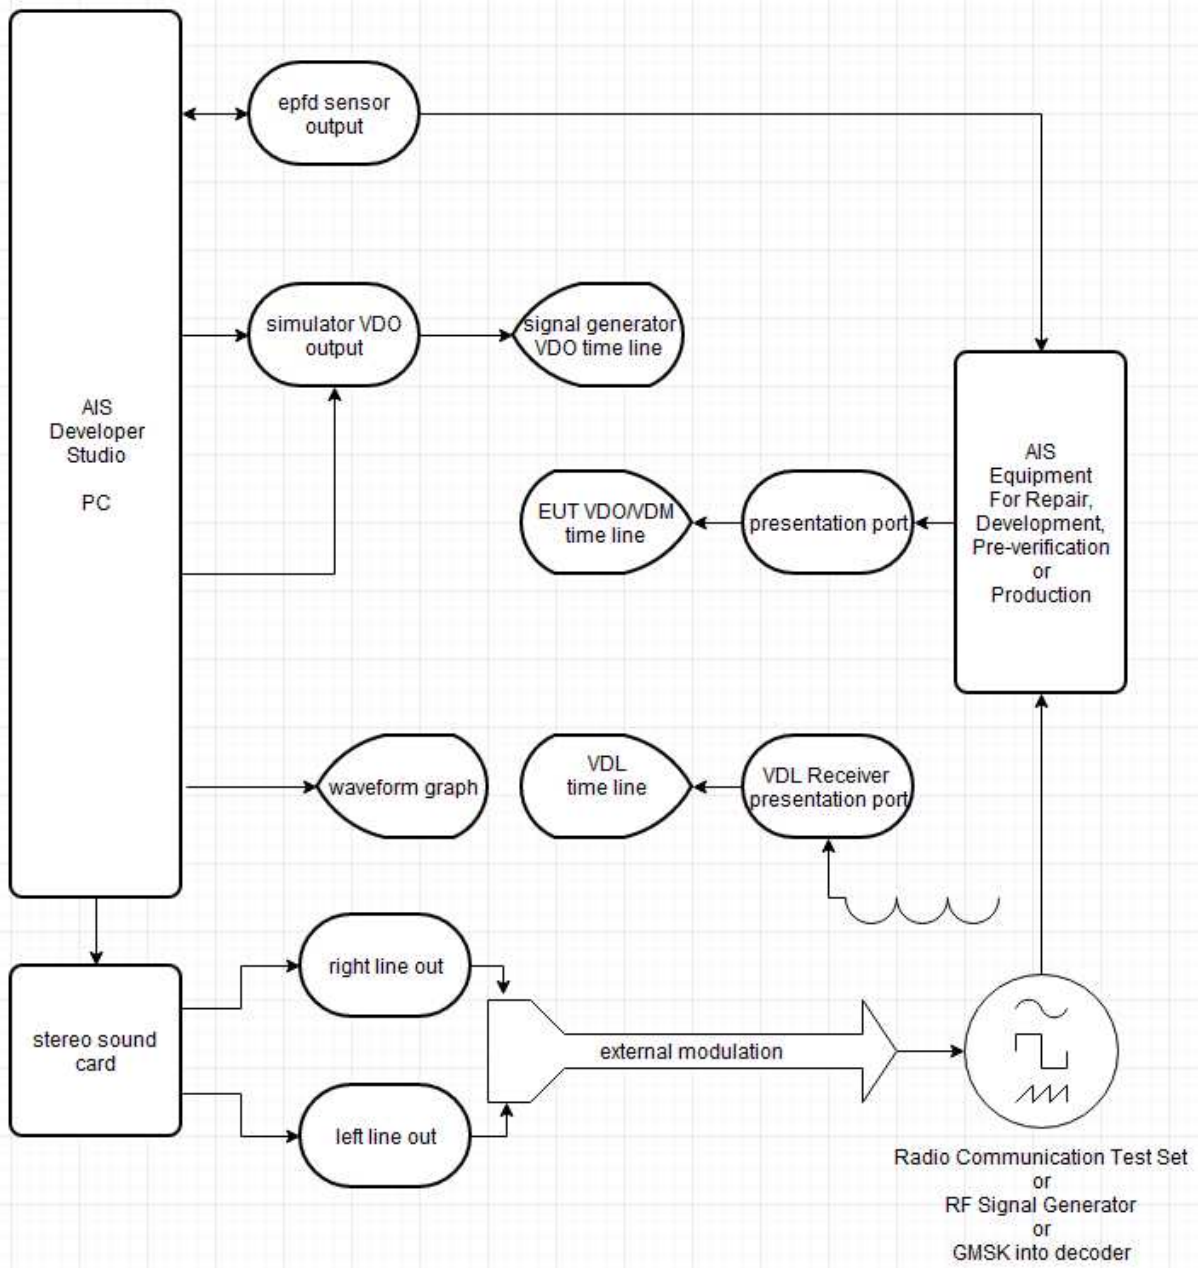 epfd sensor
output
simulator VDO
output
signal generator
VDO time line
AIS
Developer
Studio
PC
AIS
Equipment
For Repair,
Development,
Pre-verification
or
Production
EUT VDO/VDM
time line
presentation port
waveform graph
VDL
time line
VDL Receiver
presentation port
right line out
stereo sound
card
external modulation
left line out
Radio Communication Test Set
or
RF Signal Generator
or
GMSK into decoder